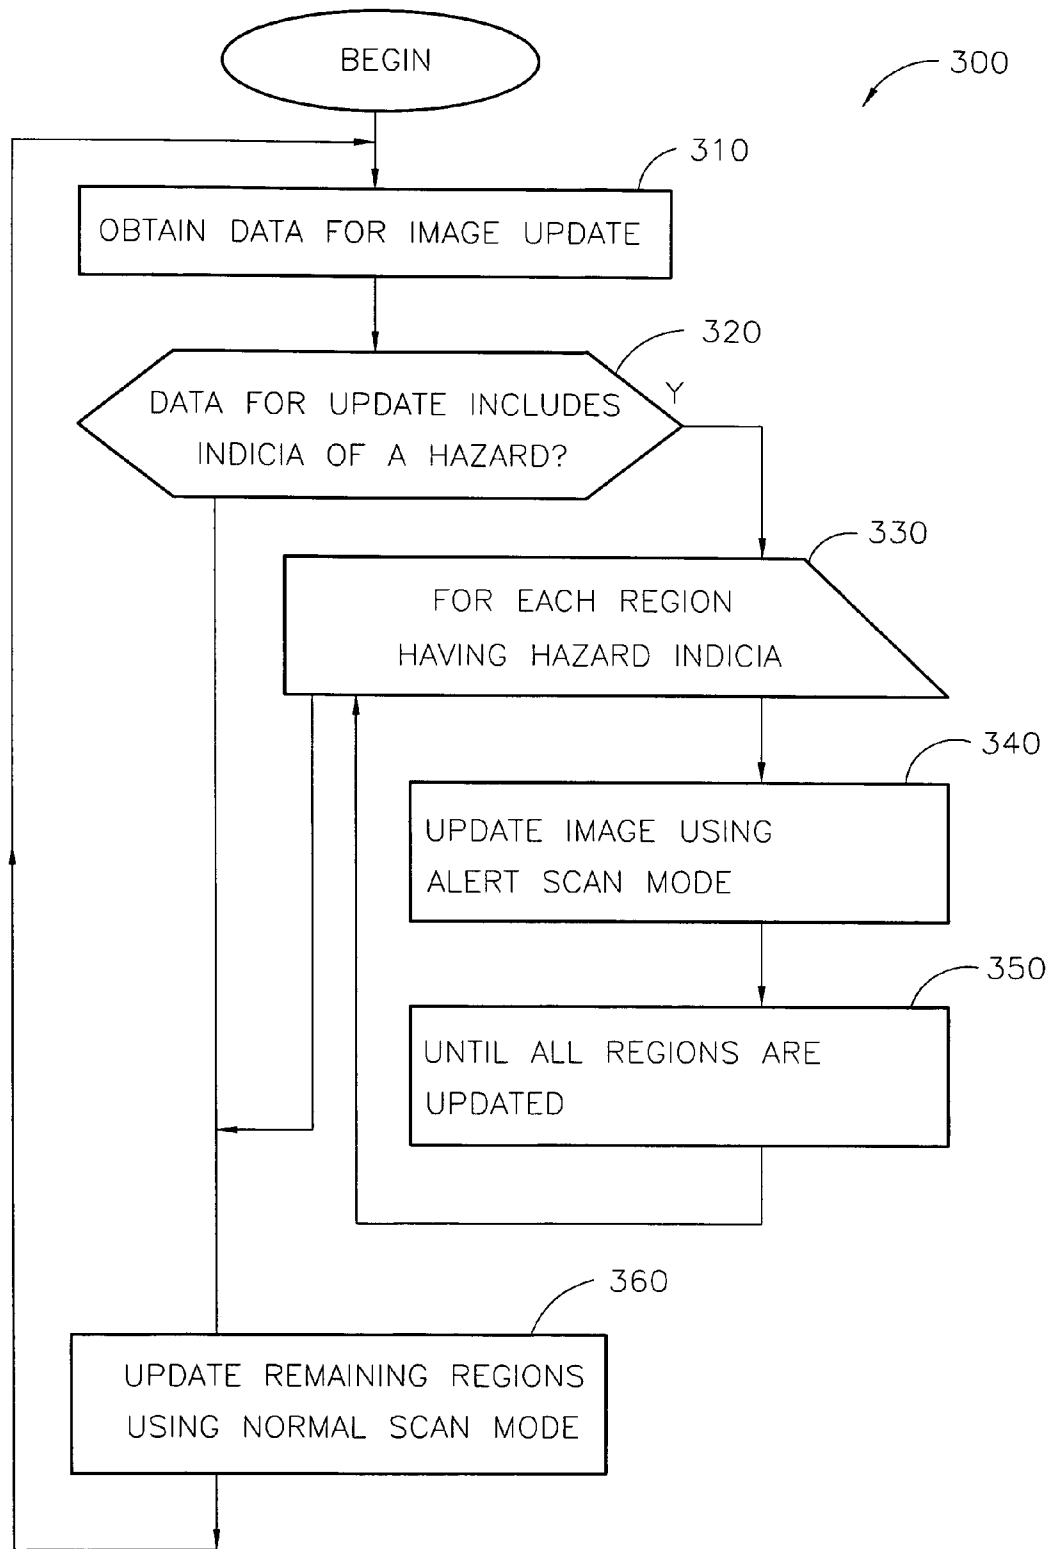 BEGIN
300
310
OBTAIN DATA FOR IMAGE UPDATE
320
DATA FOR UPDATE INCLUDES
INDICIA OF A HAZARD?
Y
330
FOR EACH REGION
HAVING HAZARD INDICIA
340
UPDATE IMAGE USING
ALERT SCAN MODE
350
UNTIL ALL REGIONS ARE
UPDATED
360
UPDATE REMAINING REGIONS
USING NORMAL SCAN MODE